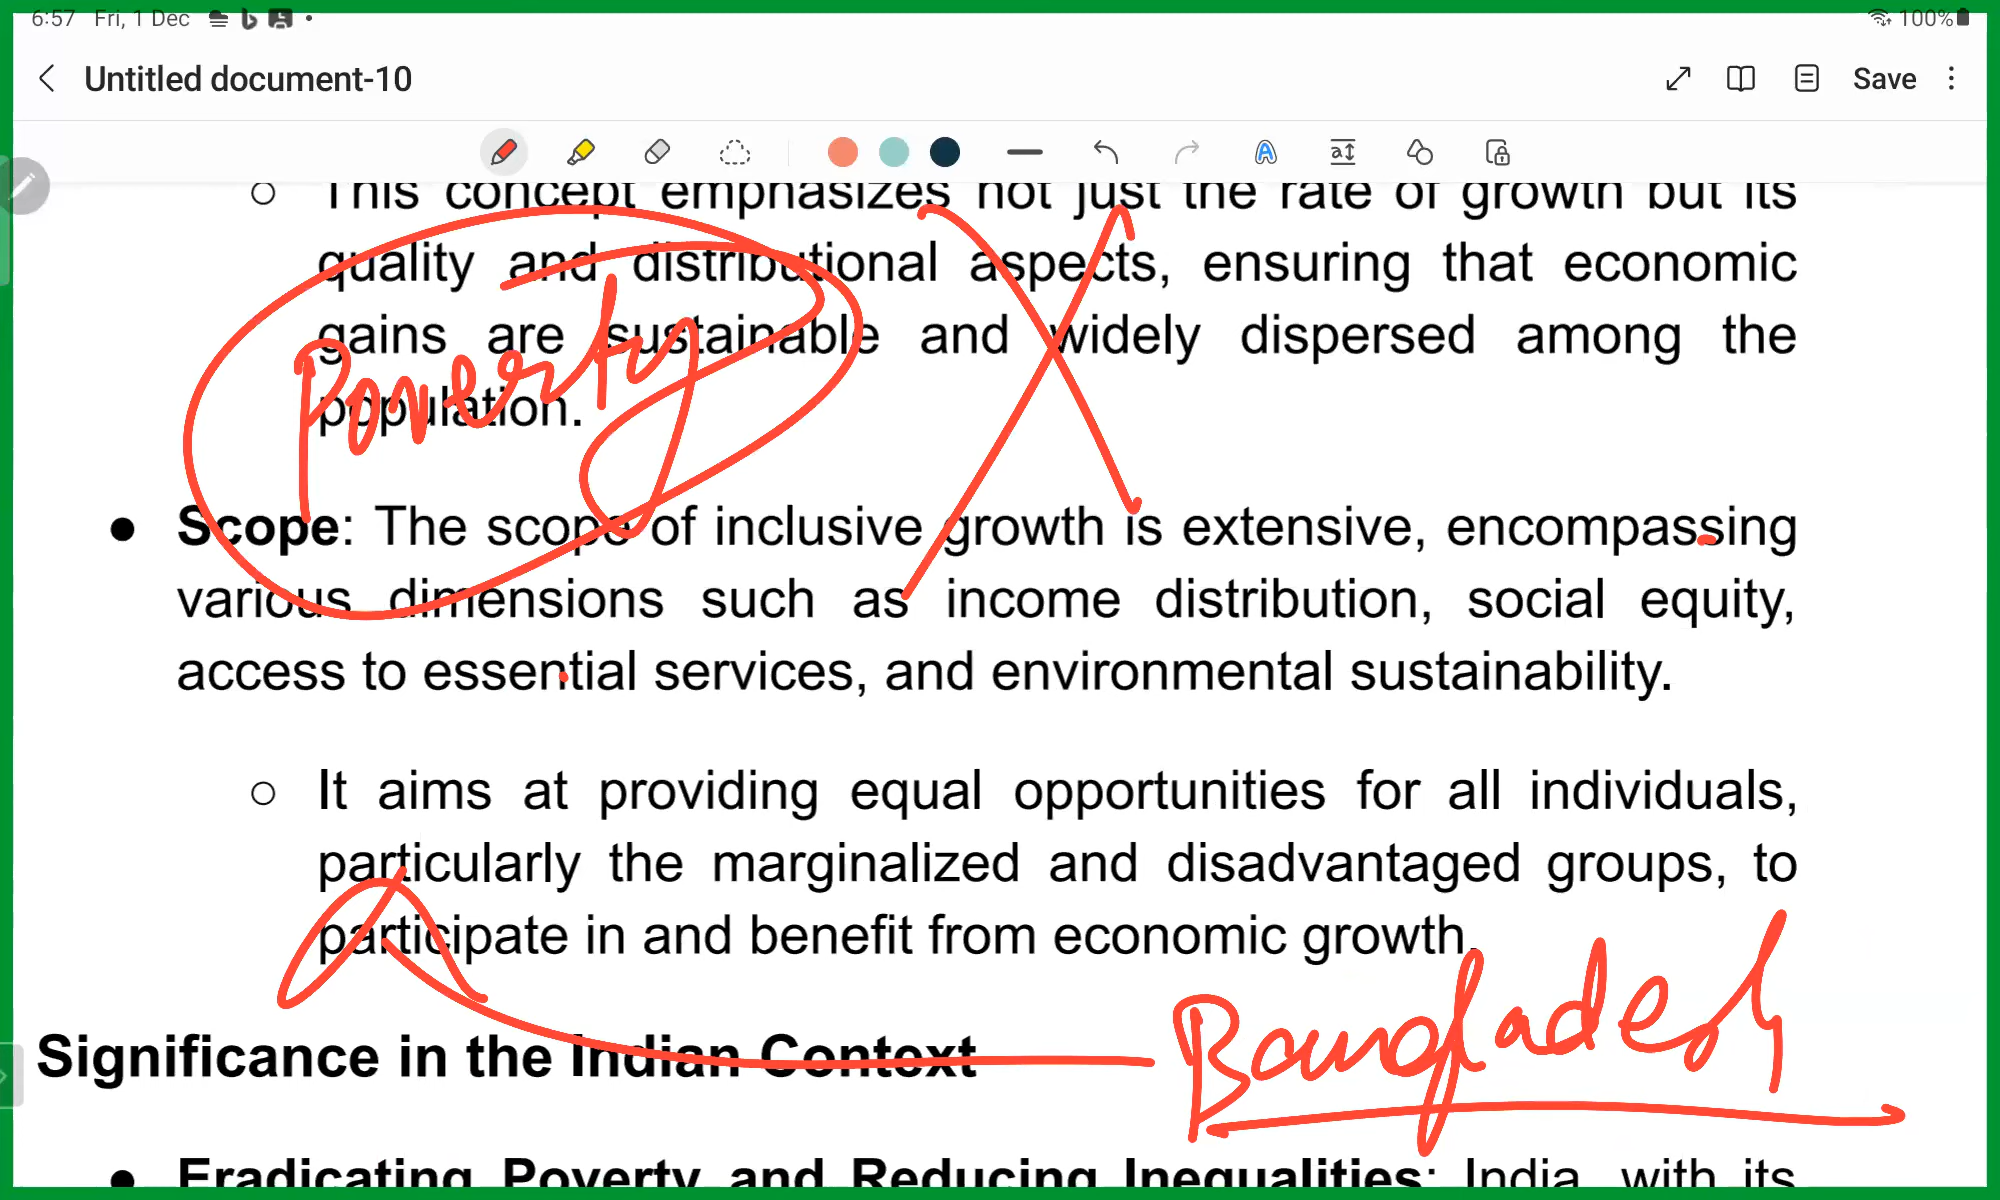 6:57 Fri, 1 Dec 100%
Untitled document-10 Save
This concept emphasizes not just the rate of growth but its
quality and distributional aspects, ensuring that economic
gains are sustainable and widely dispersed among the
population.
Poverty
Scope: The scope of inclusive growth is extensive, encompassing
various dimensions such as income distribution, social equity,
access to essential services, and environmental sustainability.
It aims at providing equal opportunities for all individuals,
particularly the marginalized and disadvantaged groups, to
participate in and benefit from economic growth.
Bangladesh
Significance in the Indian Context
Eradicating Poverty and Reducing Inequalities: India, with its